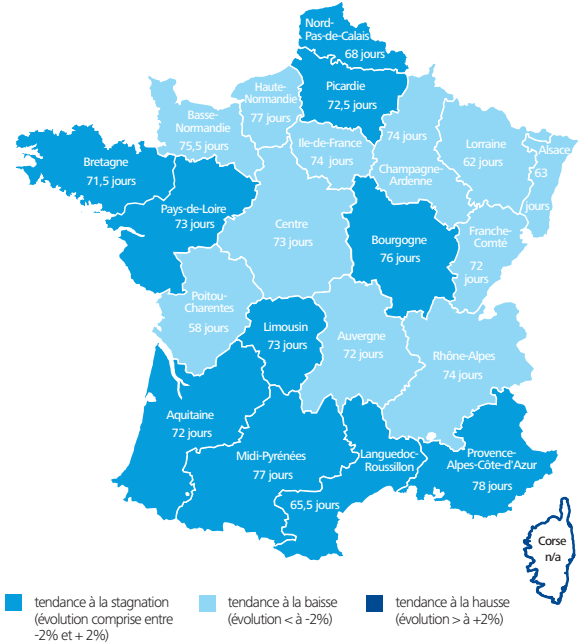 Nord-
Pas-de-Calais
68 jours
Picardie
72,5 jours
Haute-
Normandie
77 jours
Basse-
Normandie
75,5 jours
Ile-de-France
74 jours
74 jours
Champagne-
Ardenne
Lorraine
62 jours
Alsace
63
jours
Bretagne
71,5 jours
Pays-de-Loire
73 jours
Centre
73 jours
Bourgogne
76 jours
Franche-
Comté
72
jours
Poitou-
Charentes
58 jours
Limousin
73 jours
Auvergne
72 jours
Rhône-Alpes
74 jours
Aquitaine
72 jours
Midi-Pyrénées
77 jours
Languedoc-
Roussillon
65,5 jours
Provence-
Alpes-Côte-d'Azur
78 jours
Corse
n/a
tendance à la stagnation
(évolution comprise entre
-2% et + 2%)
tendance à la baisse
(évolution < à -2%)
tendance à la hausse
(évolution > à +2%)